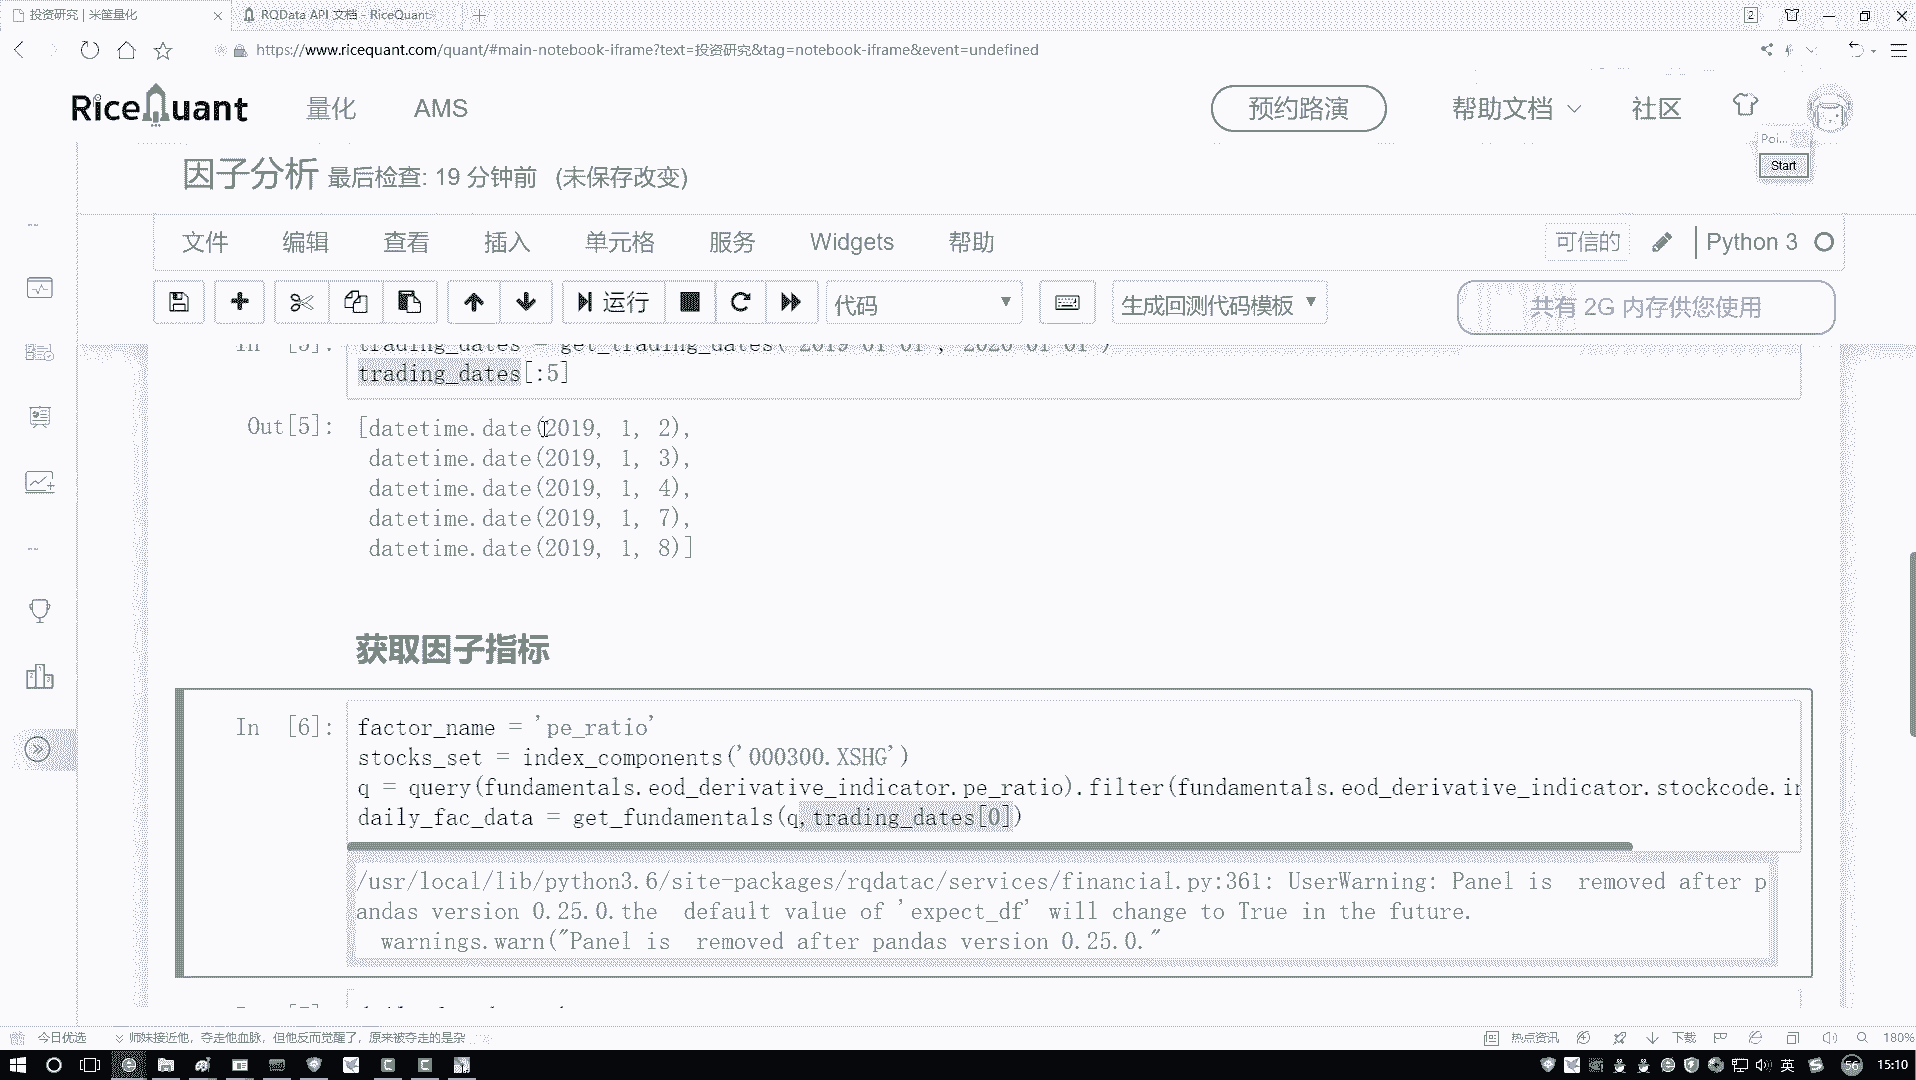 投资研究 | 米筐量化
RQData API 文档 - RiceQuant
2
https://www.ricequant.com/quant/#main-notebook-iframe?text=投资研究&tag=notebook-iframe&event=undefined
RiceQuant 量化 AMS 预约路演 帮助文档 社区
Poi...
Start
因子分析 最后检查: 19 分钟前 (未保存改变)
文件 编辑 查看 插入 单元格 服务 Widgets 帮助 可信的 Python 3
运行 代码 生成回测代码模板 共有 2G 内存供您使用
In [5]: trading_dates = get_trading_dates('2019-01-01', '2020-01-01')
trading_dates[:5]
Out[5]: [datetime.date(2019, 1, 2),
datetime.date(2019, 1, 3),
datetime.date(2019, 1, 4),
datetime.date(2019, 1, 7),
datetime.date(2019, 1, 8)]
获取因子指标
In [6]: factor_name = 'pe_ratio'
stocks_set = index_components('000300.XSHG')
q = query(fundamentals.eod_derivative_indicator.pe_ratio).filter(fundamentals.eod_derivative_indicator.stockcode.in
daily_fac_data = get_fundamentals(q,trading_dates[0])
/usr/local/lib/python3.6/site-packages/rqdatac/services/financial.py:361: UserWarning: Panel is  removed after p
andas version 0.25.0.the  default value of 'expect_df' will change to True in the future.
warnings.warn("Panel is  removed after pandas version 0.25.0."
今日优选 师妹接近他，夺走他血脉，但他反而觉醒了，原来被夺走的是杂... 热点资讯 下载 180%
英 56 15:10